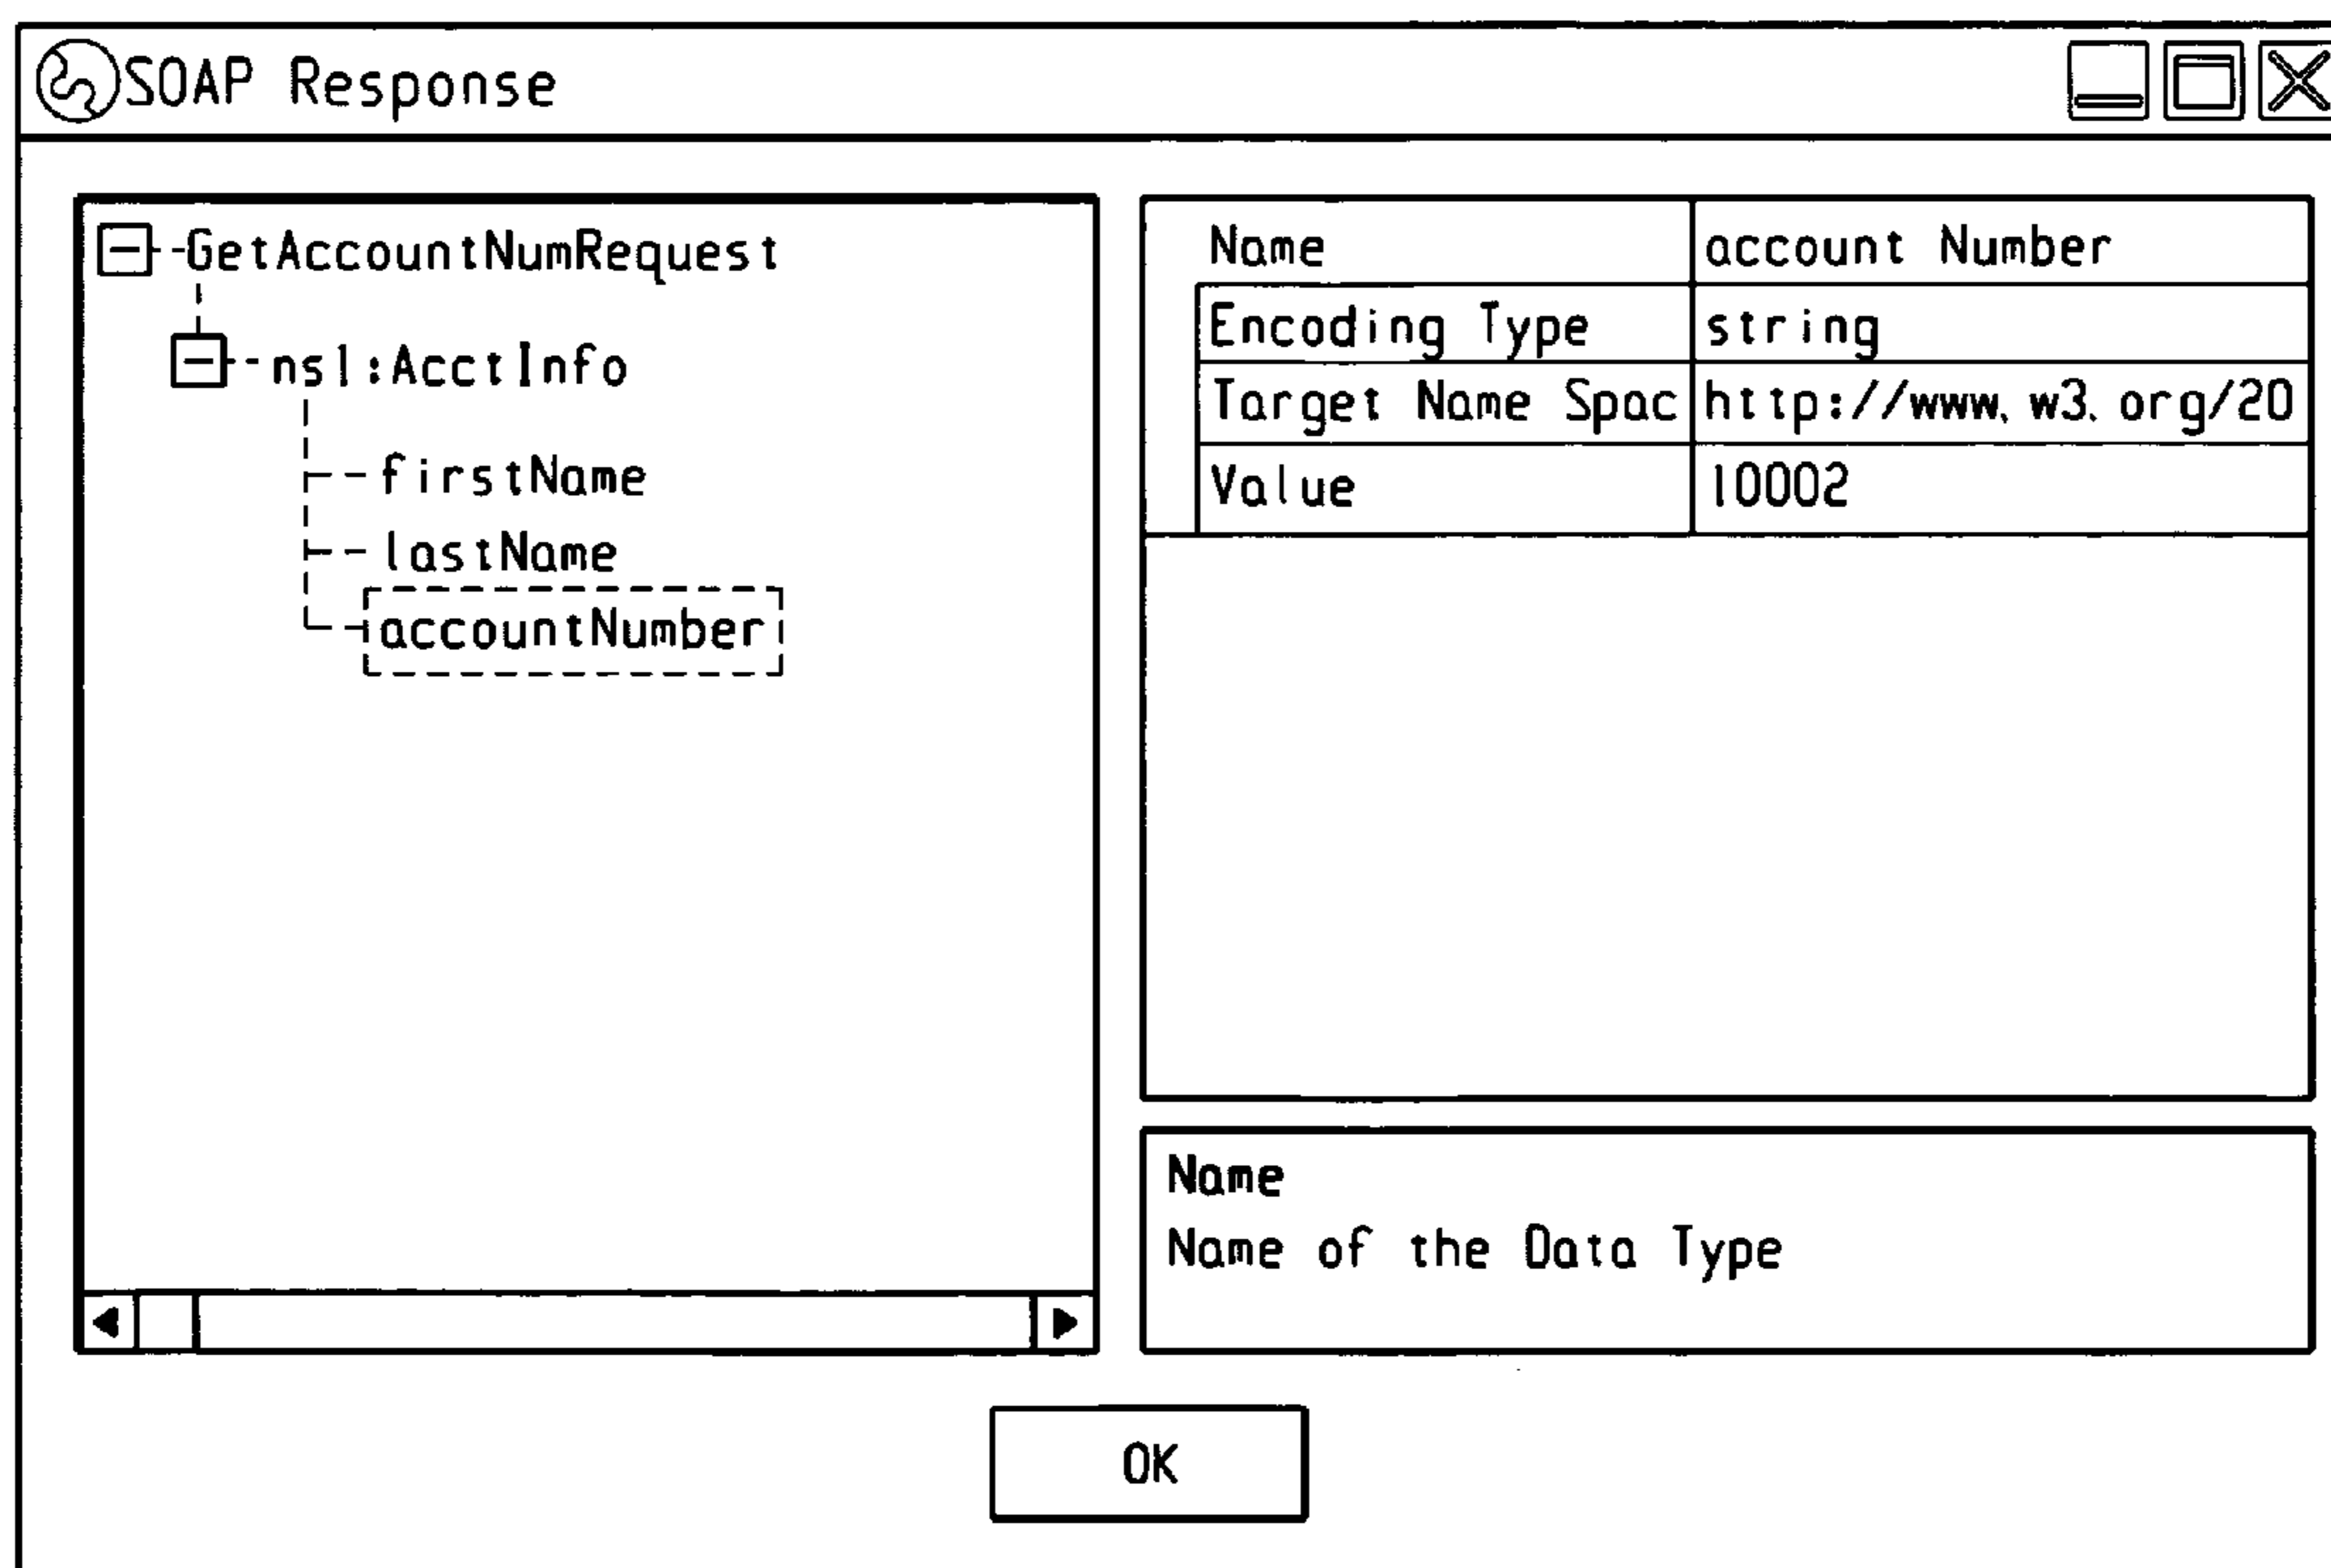 SOAP Response
GetAccountNumRequest
nsl:AcctInfo
firstName
lastName
accountNumber
Name account Number
Encoding Type string
Target Name Spac http://www.w3.org/20
Value 10002
Name
Name of the Data Type
OK